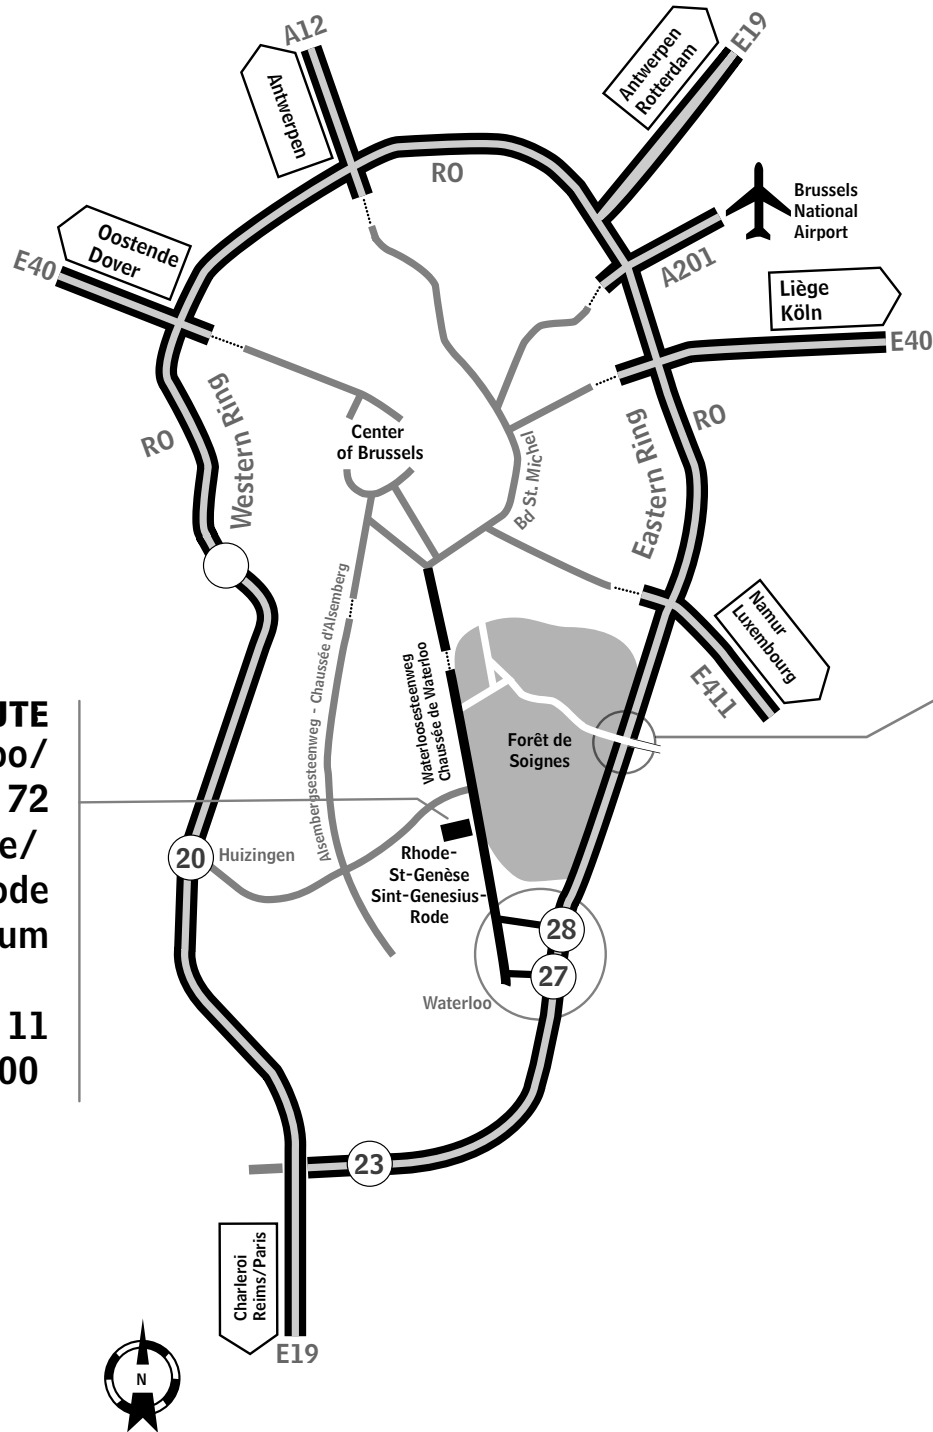 A12
E19
Antwerpen
Antwerpen
Rotterdam
RO
Brussels
National
Airport
Oostende
Dover
E40
A201
Liège
Köln
E40
RO
Western Ring
Center
of Brussels
Bd St. Michel
Eastern Ring
RO
Alsembergsesteenweg - Chaussée d'Alsemberg
Waterloosesteenweg
Chaussée de Waterloo
Namur
Luxembourg
E411
Forêt de
Soignes
UTE
oo/
72
e/
ode
um
11
00
20
Huizingen
Rhode-
St-Genèse
Sint-Genesius-
Rode
28
27
Waterloo
23
Charleroi
Reims/Paris
E19
N